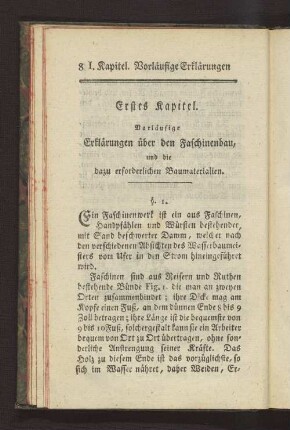 8 I. Kapitel. Vorläufige Erklärungen
Erstes Kapitel.
Vorläufige
Erklärungen über den Faschinenbau,
und die
dazu erforderlichen Baumaterialien.
§. 1.
Ein Faschinenwerk ist ein aus Faschinen,
Handpfählen und Würsten bestehender,
mit Sand beschwerter Damm, welcher nach
den verschiedenen Absichten des Wasserbaumei-
sters vom Ufer in den Strom hineingeführet
wird.
Faschinen sind aus Reisern und Ruthen
bestehende Bünde Fig. 1. die man an zweyen
Orten zusammenbindet; ihre Dicke mag am
Kopfe einen Fuß, an dem dünnen Ende 8 bis 9
Zoll betragen; ihre Länge ist die bequemste von
9 bis 10 Fuß, solchergestalt kann sie ein Arbeiter
bequem von Ort zu Ort übertragen, ohne son-
derliche Anstrengung seiner Kräfte. Das
Holz zu diesem Ende ist das vorzüglichste, so
sich im Wasser nähret, daher Weiden, Er-